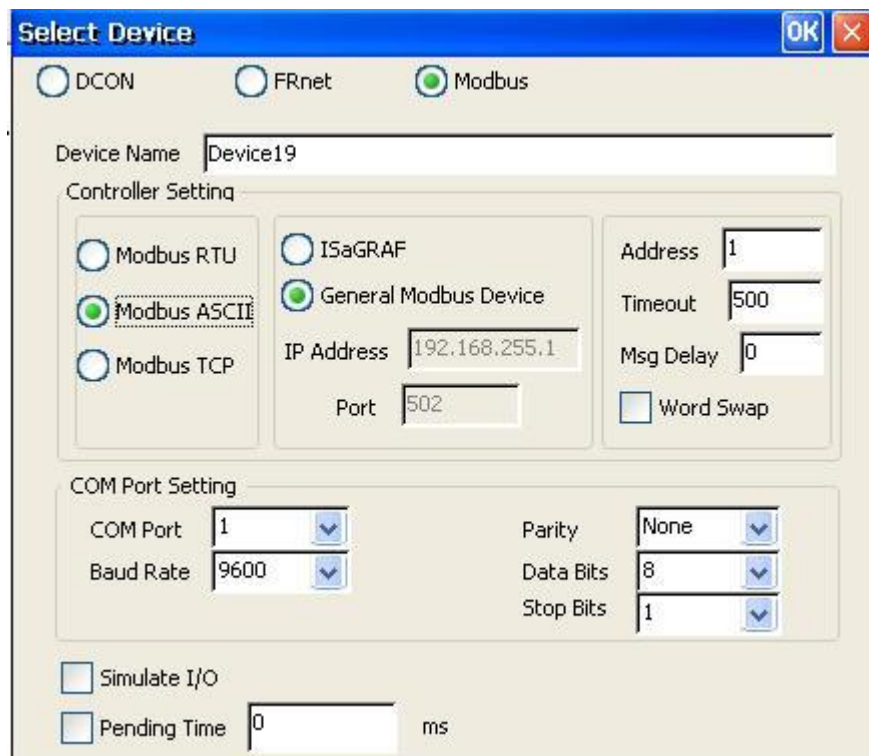 Select Device OK
DCON FRnet Modbus
Device Name Device19
Controller Setting
Modbus RTU
Modbus ASCII
Modbus TCP
ISaGRAF
General Modbus Device
IP Address 192.168.255.1
Port 502
Address 1
Timeout 500
Msg Delay 0
Word Swap
COM Port Setting
COM Port 1
Baud Rate 9600
Parity None
Data Bits 8
Stop Bits 1
Simulate I/O
Pending Time 0 ms